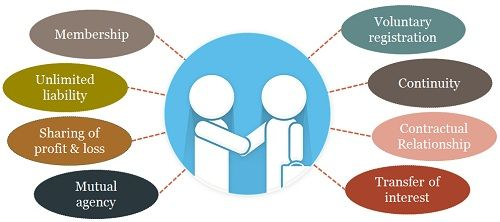 Membership
Unlimited
liability
Sharing of
profit & loss
Mutual
agency
Voluntary
registration
Continuity
Contractual
Relationship
Transfer of
interest